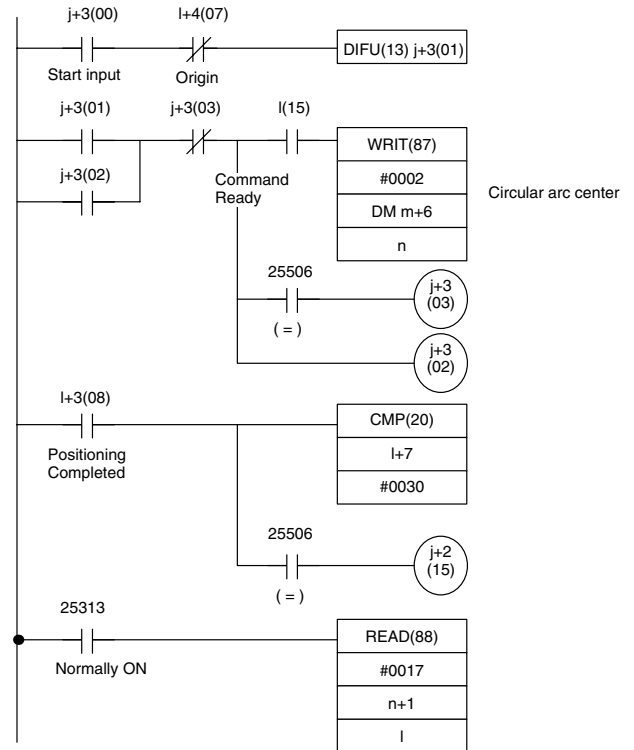 j+3(00) l+4(07)
DIFU(13) j+3(01)
Start input Origin
j+3(01) j+3(03) l(15)
WRIT(87)
#0002
DM m+6
n
Circular arc center
j+3(02)
Command
Ready
25506
( = )
j+3
(03)
j+3
(02)
l+3(08)
Positioning
Completed
CMP(20)
l+7
#0030
25506
( = )
j+2
(15)
25313
Normally ON
READ(88)
#0017
n+1
l